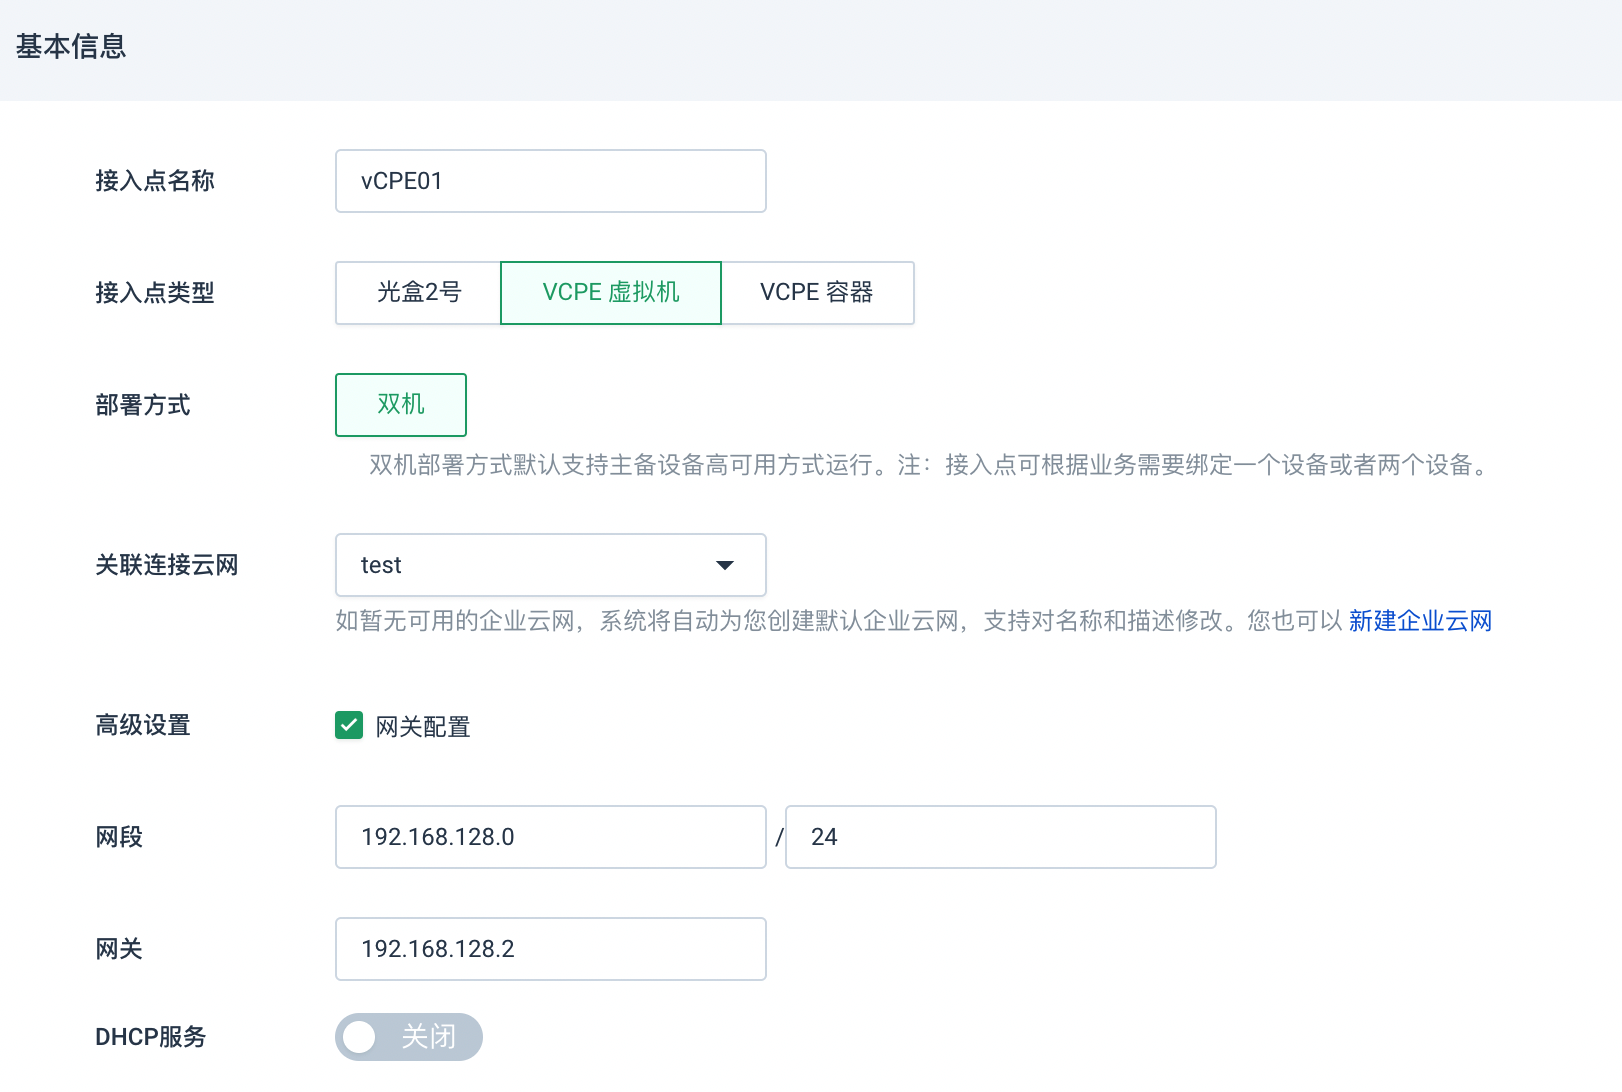 基本信息
接入点名称 vCPE01
接入点类型 光盒2号 VCPE 虚拟机 VCPE 容器
部署方式 双机
双机部署方式默认支持主备设备高可用方式运行。注：接入点可根据业务需要绑定一个设备或者两个设备。
关联连接云网 test
如暂无可用的企业云网，系统将自动为您创建默认企业云网，支持对名称和描述修改。您也可以 新建企业云网
高级设置 网关配置
网段 192.168.128.0 / 24
网关 192.168.128.2
DHCP服务 关闭